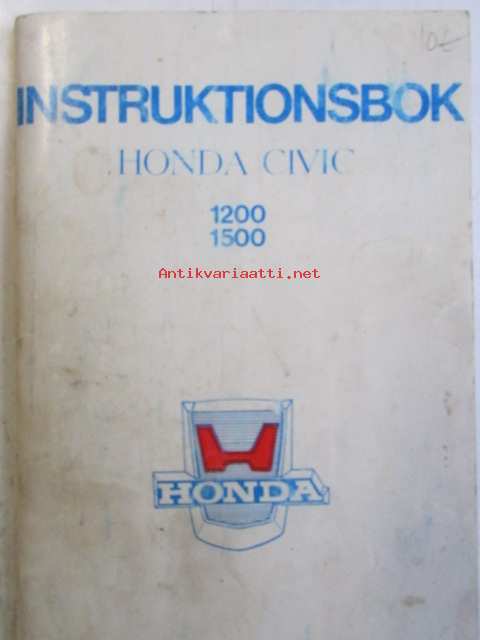 INSTRUKTIONSBOK
HONDA CIVIC
1200
1500
Antikvariaatti.net
HONDA